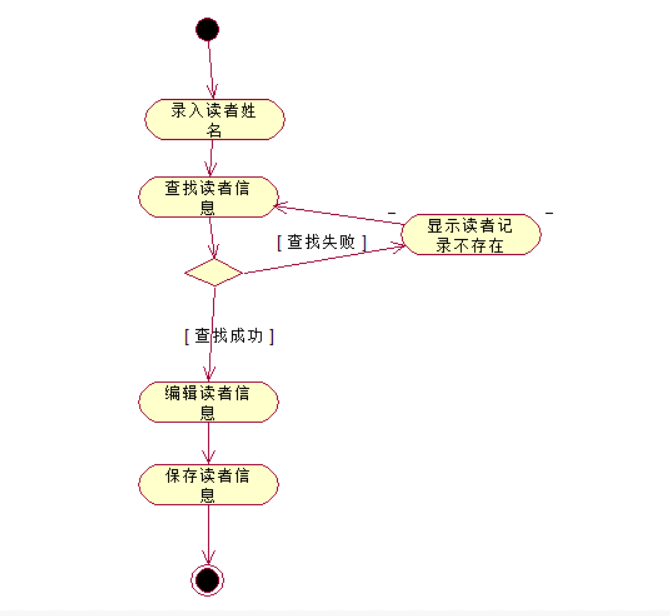 录入读者姓
名
查找读者信
息
显示读者记
录不存在
[ 查找失败 ]
[ 查找成功 ]
编辑读者信
息
保存读者信
息